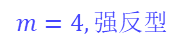 m = 4, 强反型